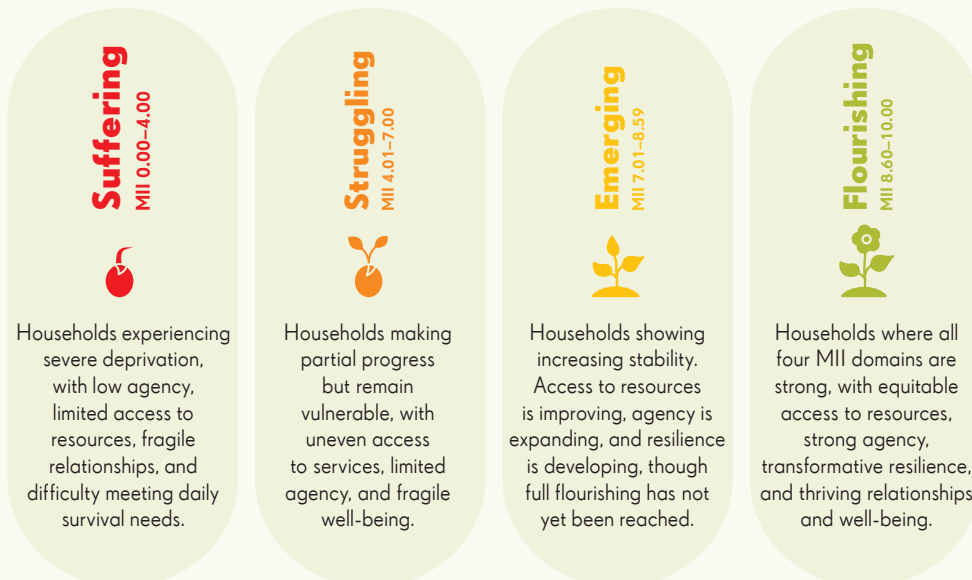 Suffering
MII 0.00–4.00
Households experiencing
severe deprivation,
with low agency,
limited access to
resources, fragile
relationships, and
difficulty meeting daily
survival needs.
Struggling
MII 4.01–7.00
Households making
partial progress
but remain
vulnerable, with
uneven access
to services, limited
agency, and fragile
well-being.
Emerging
MII 7.01–8.59
Households showing
increasing stability.
Access to resources
is improving, agency is
expanding, and resilience
is developing, though
full flourishing has not
yet been reached.
Flourishing
MII 8.60–10.00
Households where all
four MII domains are
strong, with equitable
access to resources,
strong agency,
transformative resilience,
and thriving relationships
and well-being.